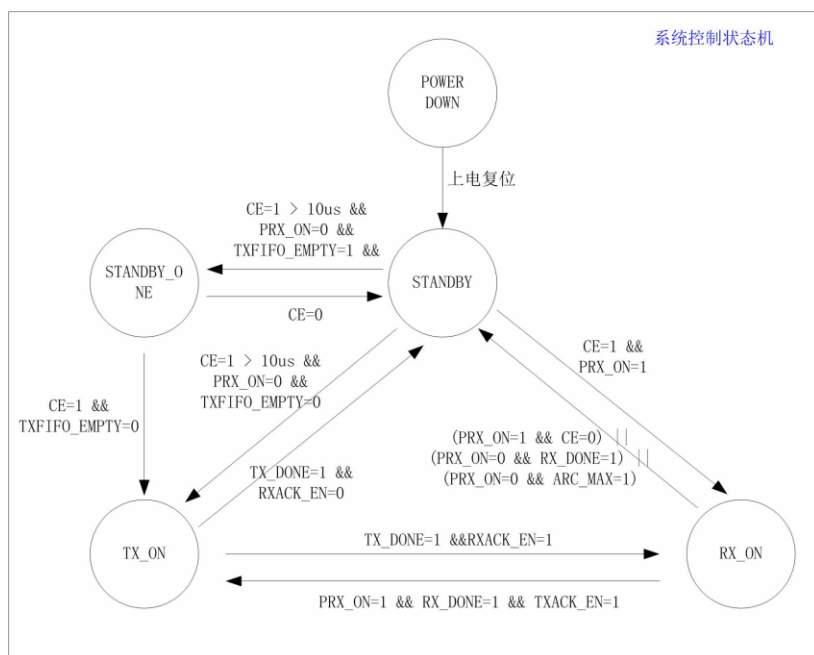 系统控制状态机
POWER
DOWN
上电复位
CE=1 > 10us &&
PRX_ON=0 &&
TXFIFO_EMPTY=1 &&
STANDBY_O
NE
STANDBY
CE=0
CE=1 > 10us &&
PRX_ON=0 &&
TXFIFO_EMPTY=0
CE=1 &&
PRX_ON=1
CE=1 &&
TXFIFO_EMPTY=0
(PRX_ON=1 && CE=0) ||
(PRX_ON=0 && RX_DONE=1) ||
(PRX_ON=0 && ARC_MAX=1)
TX_DONE=1 &&
RXACK_EN=0
TX_ON
TX_DONE=1 &&RXACK_EN=1
RX_ON
PRX_ON=1 && RX_DONE=1 && TXACK_EN=1